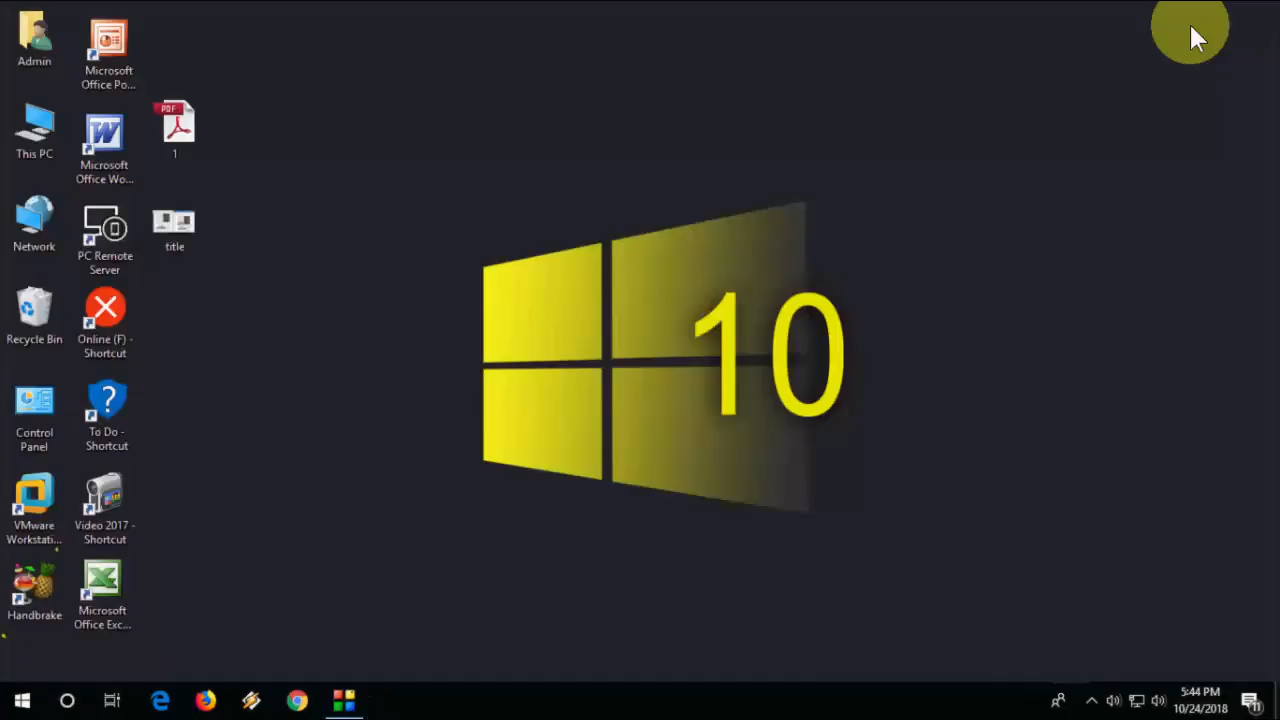 Admin
This PC
Network
Recycle Bin
Control
Panel
VMware
Workstati...
Handbrake
Microsoft
Office Po...
W
Microsoft
Office Wo...
PC Remote
Server
Online (F) -
Shortcut
?
To Do -
Shortcut
Video 2017 -
Shortcut
X
Microsoft
Office Exc...
PDF
1
title
10
5:44 PM
10/24/2018
11